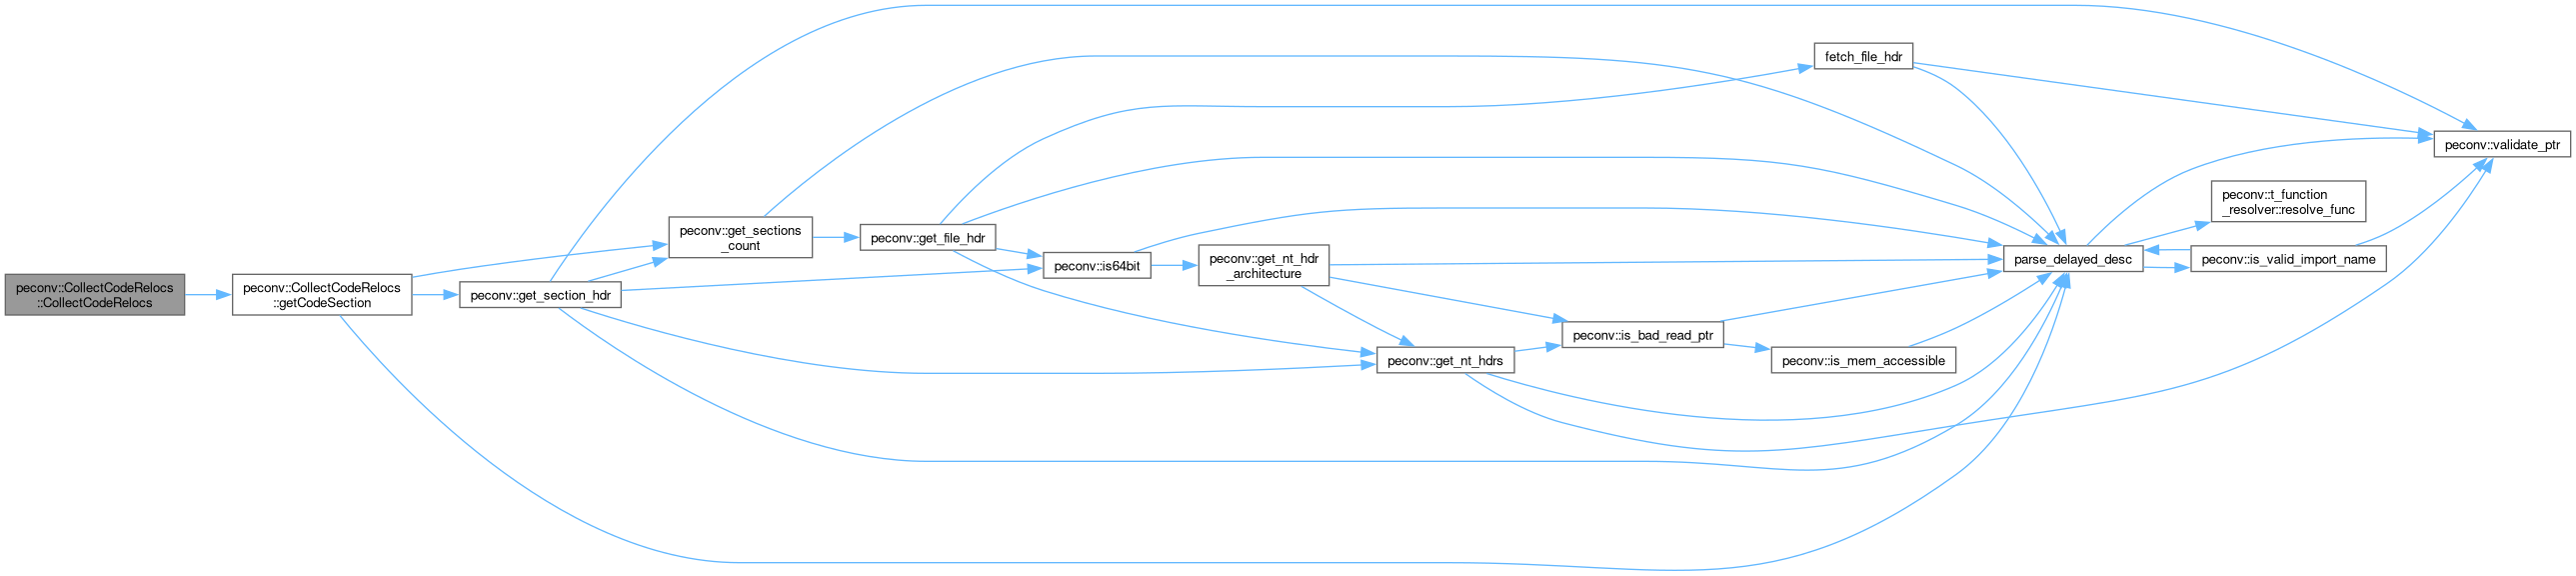 peconv::CollectCodeRelocs
::CollectCodeRelocs
peconv::CollectCodeRelocs
::getCodeSection
peconv::get_section_hdr
peconv::get_sections
_count
peconv::get_file_hdr
peconv::is64bit
peconv::get_nt_hdr
_architecture
peconv::get_nt_hdrs
peconv::is_bad_read_ptr
peconv::is_mem_accessible
fetch_file_hdr
parse_delayed_desc
peconv::t_function
_resolver::resolve_func
peconv::is_valid_import_name
peconv::validate_ptr